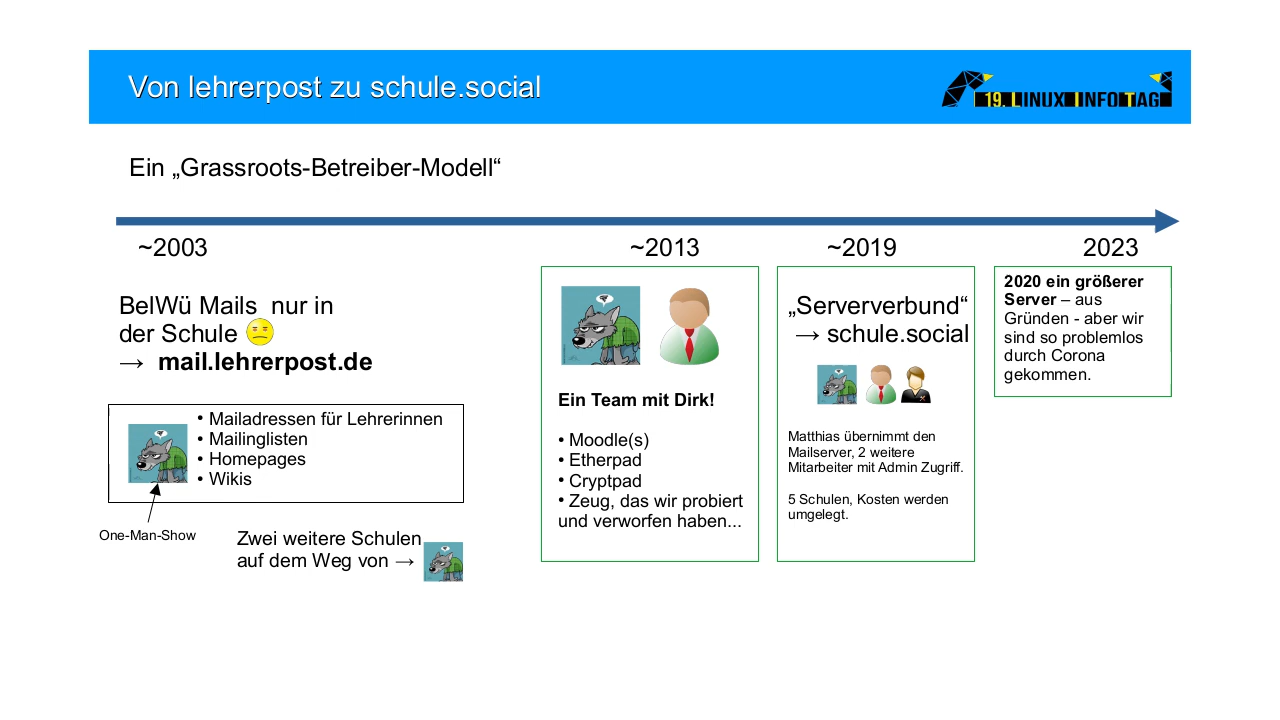 Von lehrerpost zu schule.social
19. LINUX INFO TAG
Ein „Grassroots-Betreiber-Modell“
~2003
~2013
~2019
2023
BelWü Mails nur in
der Schule
→ mail.lehrerpost.de
• Mailadressen für Lehrerinnen
• Mailinglisten
• Homepages
• Wikis
One-Man-Show
Zwei weitere Schulen
auf dem Weg von →
Ein Team mit Dirk!
• Moodle(s)
• Etherpad
• Cryptpad
• Zeug, das wir probiert
und verworfen haben...
„Serververbund“
→ schule.social
Matthias übernimmt den
Mailserver, 2 weitere
Mitarbeiter mit Admin Zugriff.
5 Schulen, Kosten werden
umgelegt.
2020 ein größerer
Server – aus
Gründen - aber wir
sind so problemlos
durch Corona
gekommen.